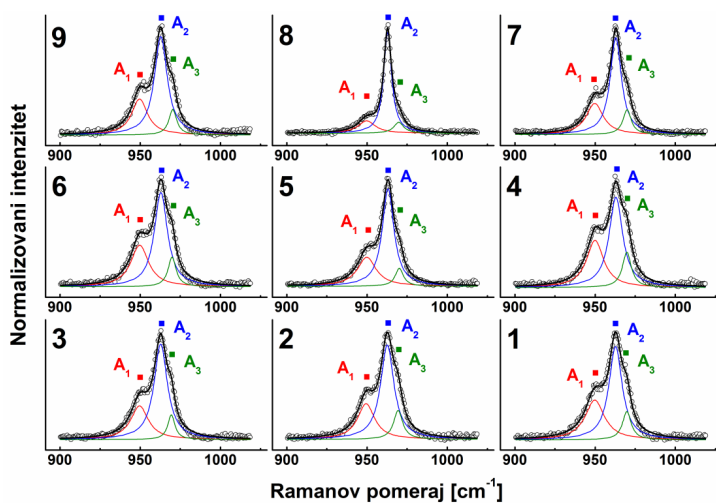 Normalizovani intenzitet
9 A1 A2 A3
8 A1 A2 A3
7 A1 A2 A3
900 950 1000
900 950 1000
900 950 1000
6 A1 A2 A3
5 A1 A2 A3
4 A1 A2 A3
900 950 1000
900 950 1000
900 950 1000
3 A1 A2 A3
2 A1 A2 A3
1 A1 A2 A3
900 950 1000
900 950 1000
900 950 1000
Ramanov pomeraj [cm-1]